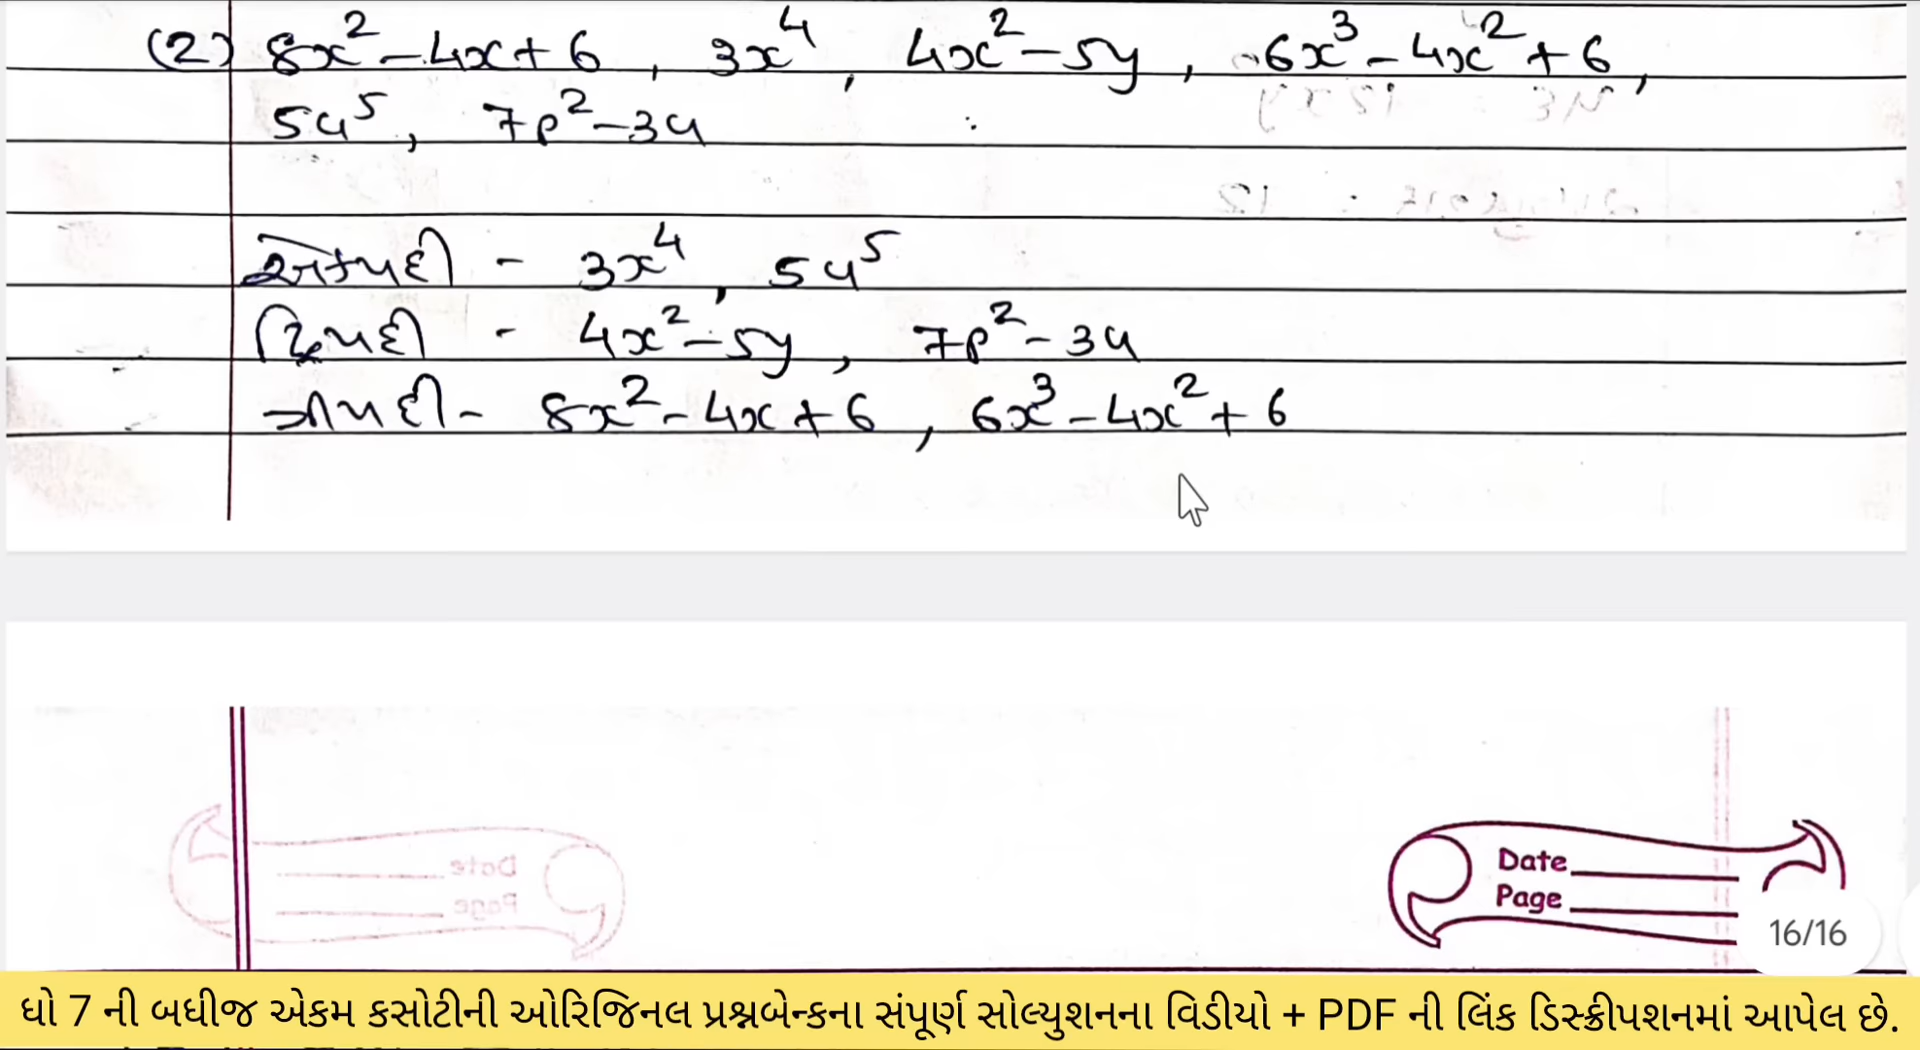 (2) 8x² - 4x + 6 , 3x⁴ , 4x² - 5y , 6x³ - 4x² + 6 ,
5y⁵ , 7p² - 3y
એકપદી - 3x⁴ , 5y⁵
દ્વિપદી - 4x² - 5y , 7p² - 3y
ત્રીપદી - 8x² - 4x + 6 , 6x³ - 4x² + 6
Date
Page
16/16
ધો 7 ની બધીજ એકમ કસોટીની ઓરિજિનલ પ્રશ્નબેન્કના સંપૂર્ણ સોલ્યુશનના વિડીયો + PDF ની લિંક ડિસ્ક્રીપશનમાં આપેલ છે.